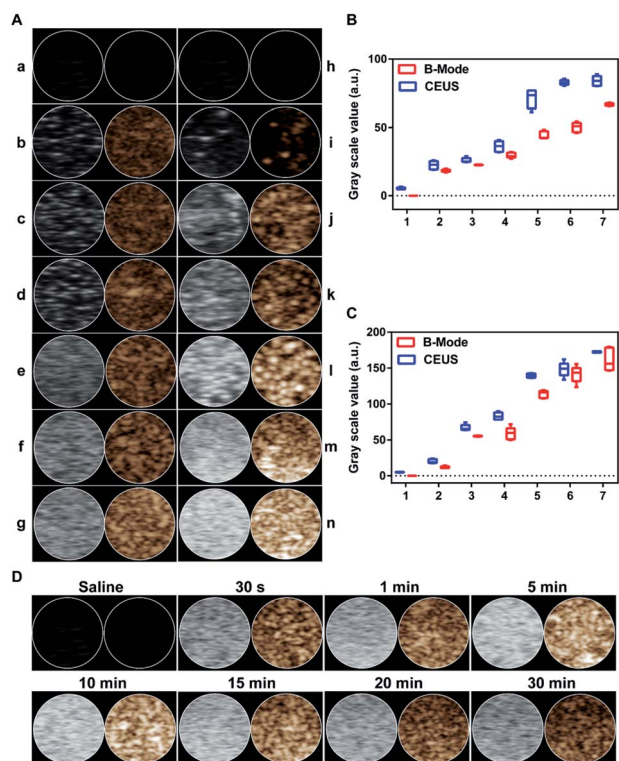 A
B
a
h
b
i
c
j
d
k
e
l
f
m
g
n
Gray scale value (a.u.)
100
50
0
B-Mode
CEUS
1 2 3 4 5 6 7
C
Gray scale value (a.u.)
200
150
100
50
0
B-Mode
CEUS
1 2 3 4 5 6 7
D
Saline 30 s 1 min 5 min
10 min 15 min 20 min 30 min